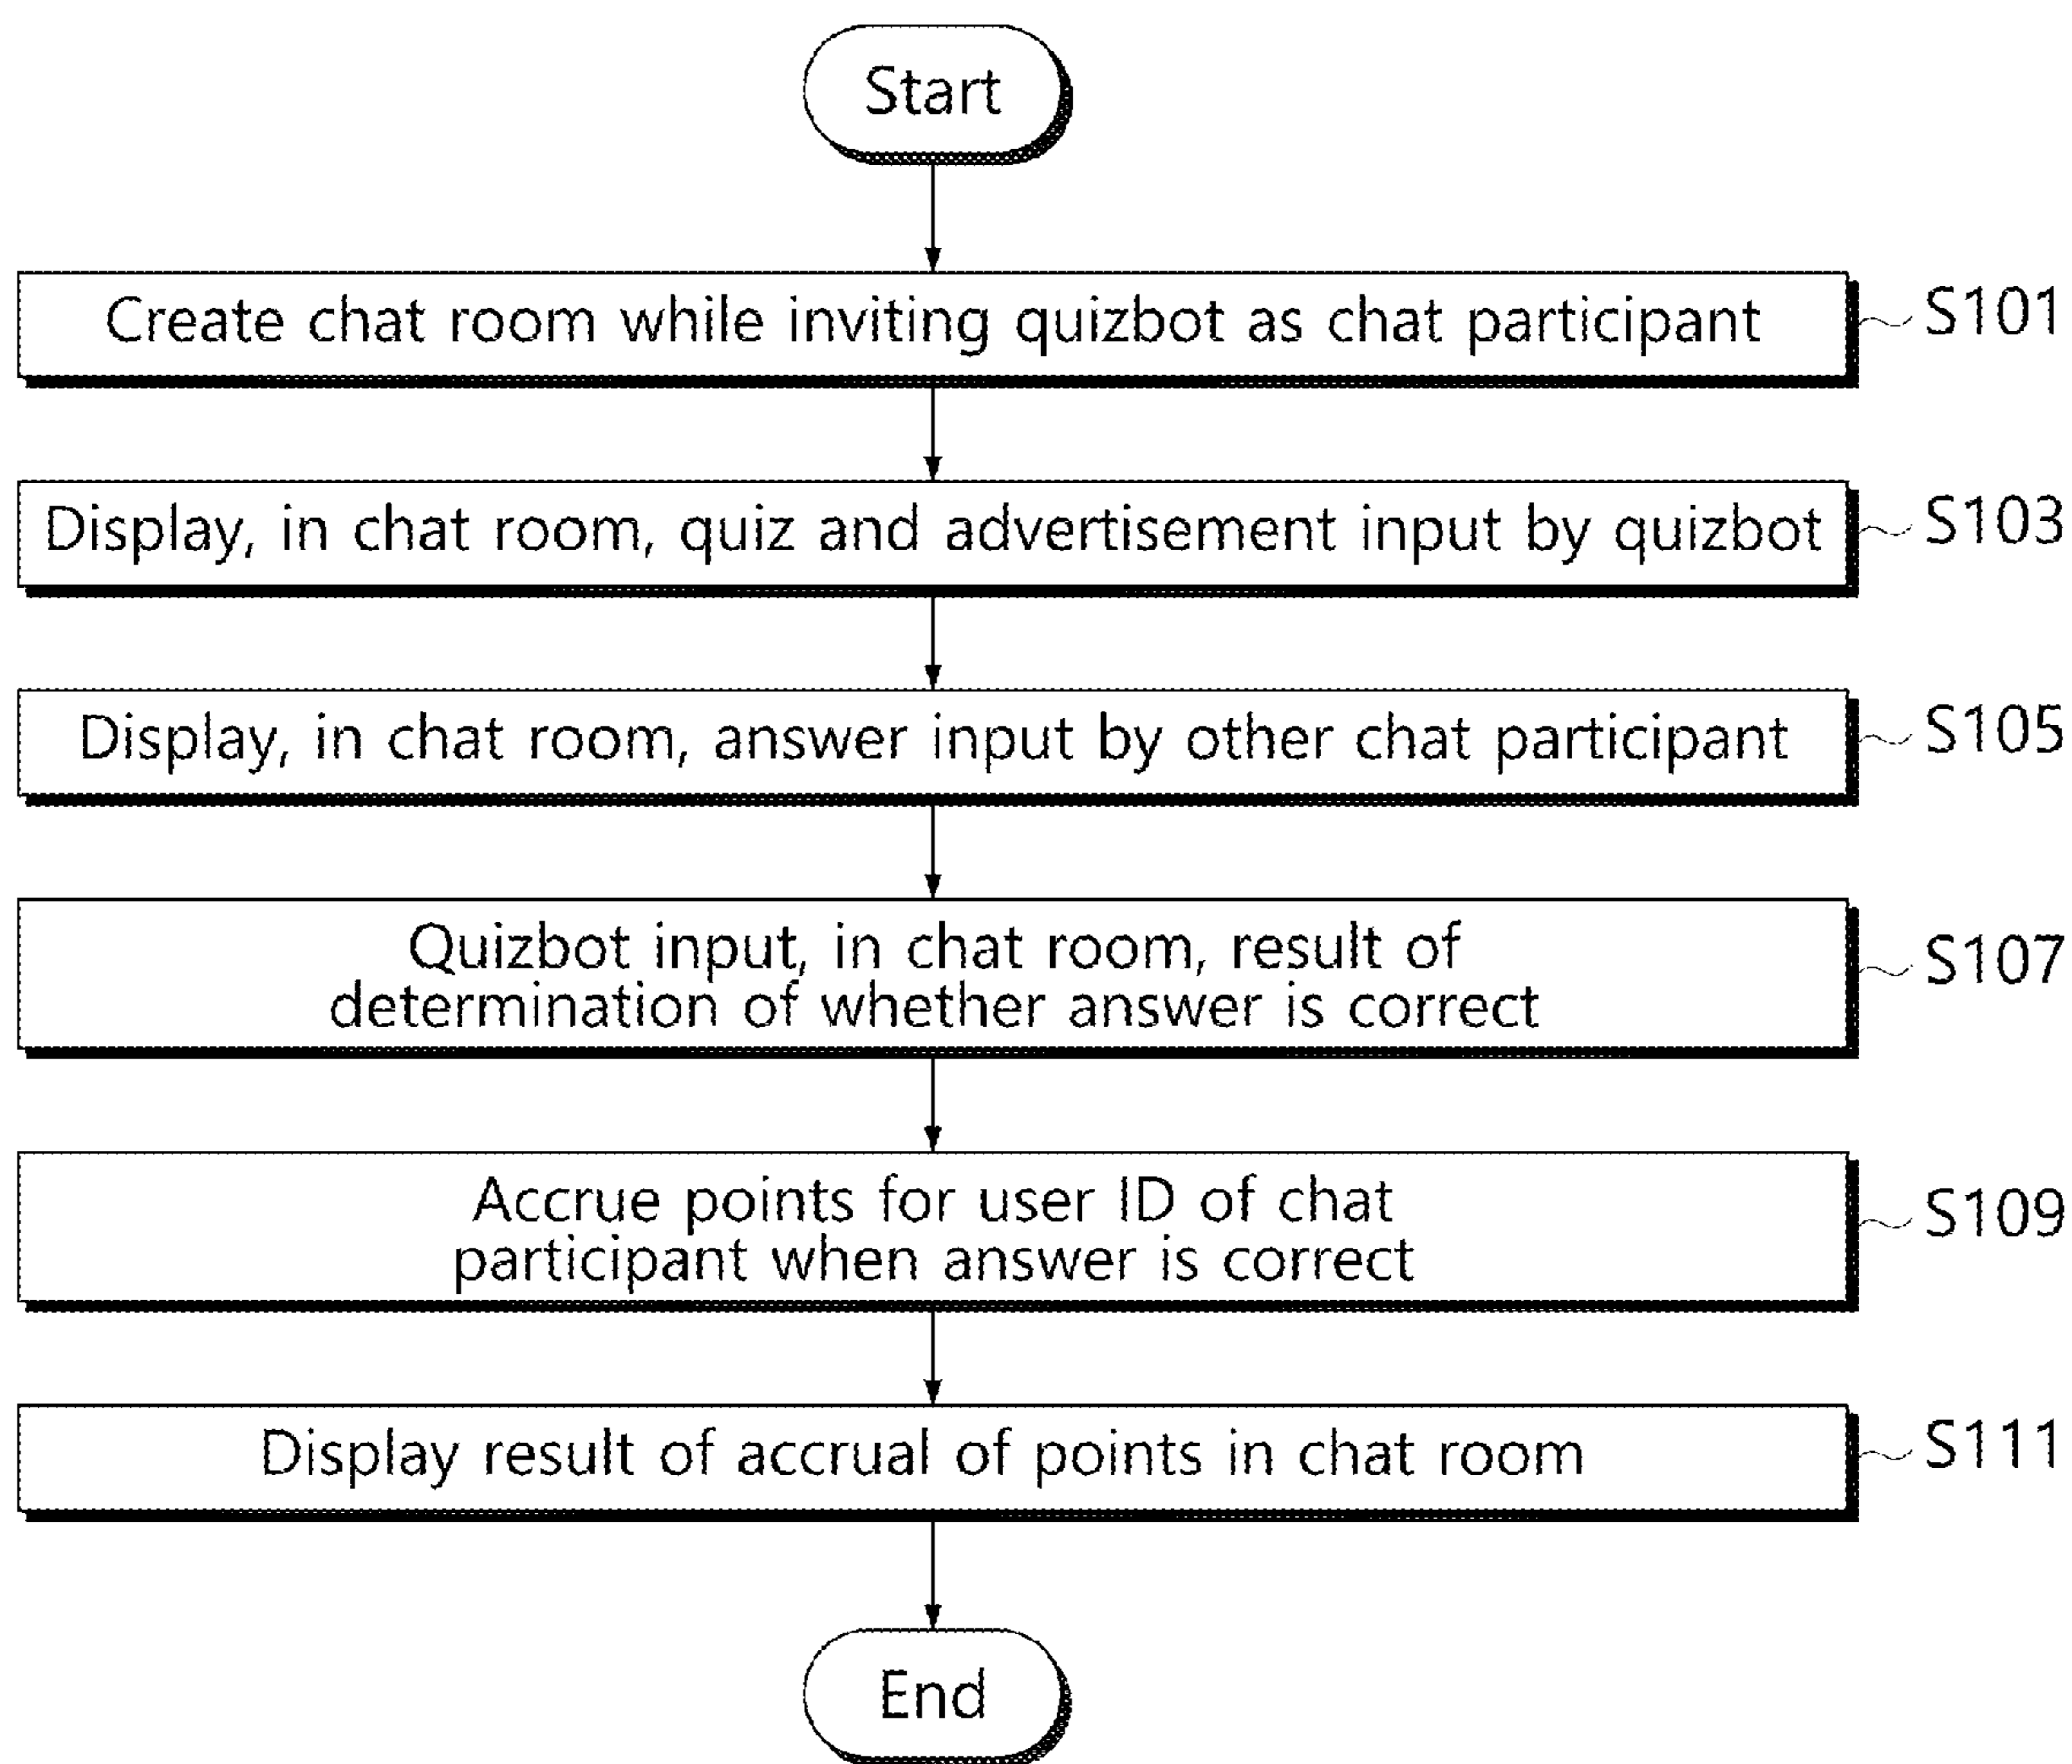 Start
Create chat room while inviting quizbot as chat participant
S101
Display, in chat room, quiz and advertisement input by quizbot
S103
Display, in chat room, answer input by other chat participant
S105
Quizbot input, in chat room, result of
determination of whether answer is correct
S107
Accrue points for user ID of chat
participant when answer is correct
S109
Display result of accrual of points in chat room
S111
End